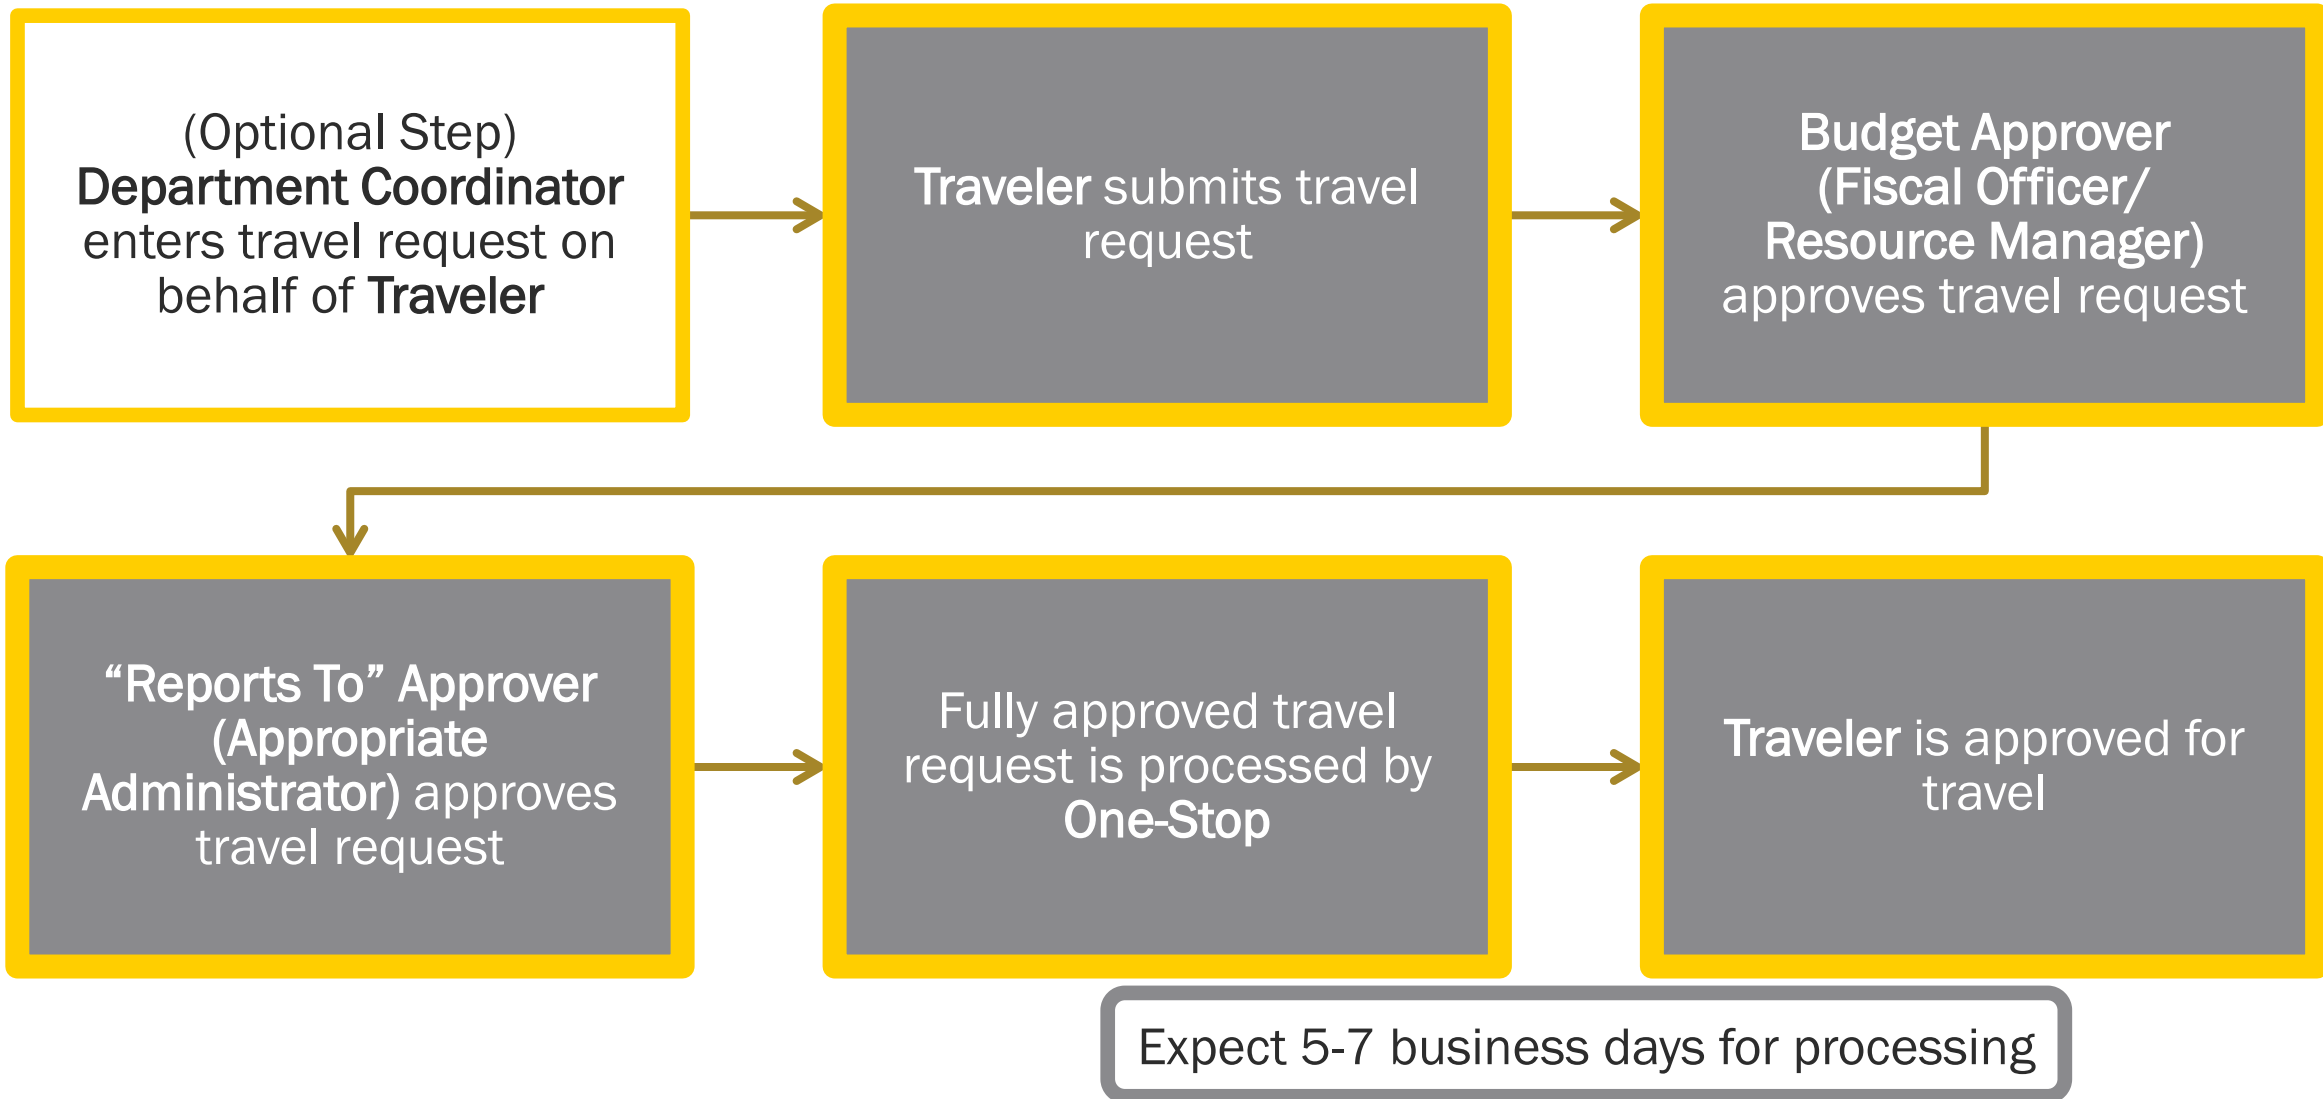 (Optional Step)
Department Coordinator
enters travel request on
behalf of Traveler
Traveler submits travel
request
Budget Approver
(Fiscal Officer/
Resource Manager)
approves travel request
“Reports To” Approver
(Appropriate
Administrator) approves
travel request
Fully approved travel
request is processed by
One-Stop
Traveler is approved for
travel
Expect 5-7 business days for processing